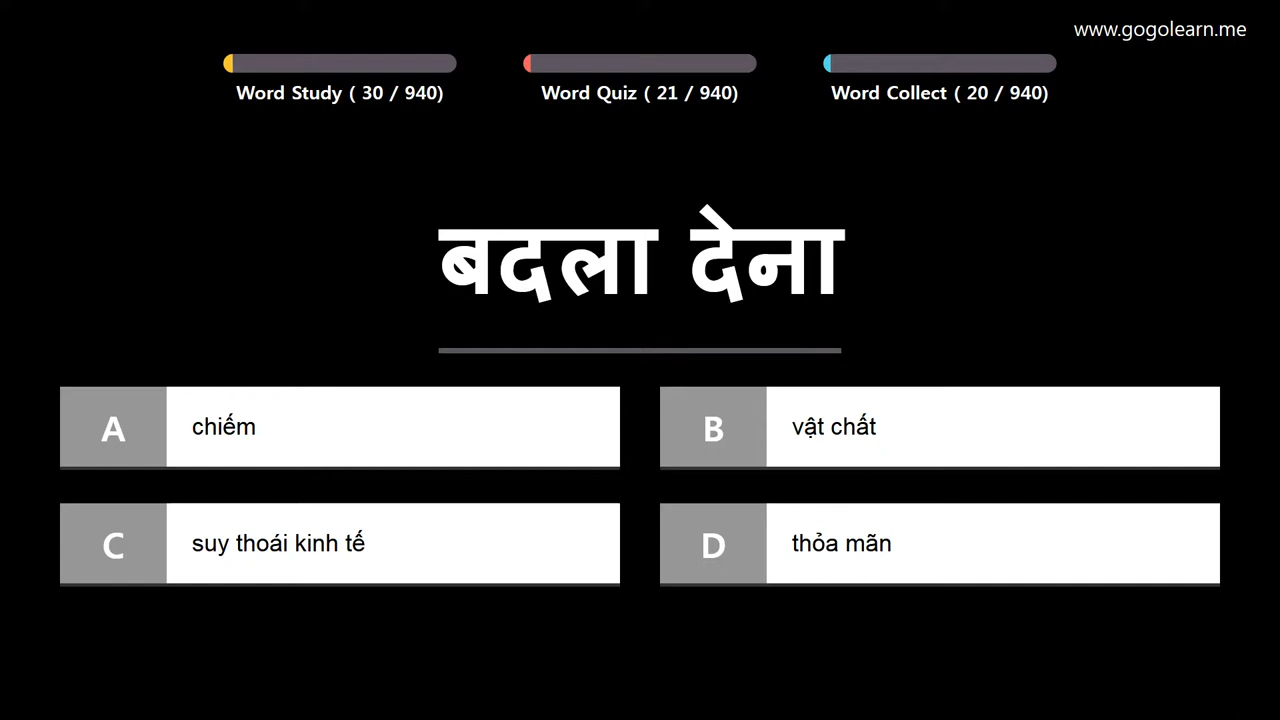 www.gogolearn.me
Word Study ( 30 / 940)
Word Quiz ( 21 / 940)
Word Collect ( 20 / 940)
बदला देना
A chiếm
B vật chất
C suy thoái kinh tế
D thỏa mãn